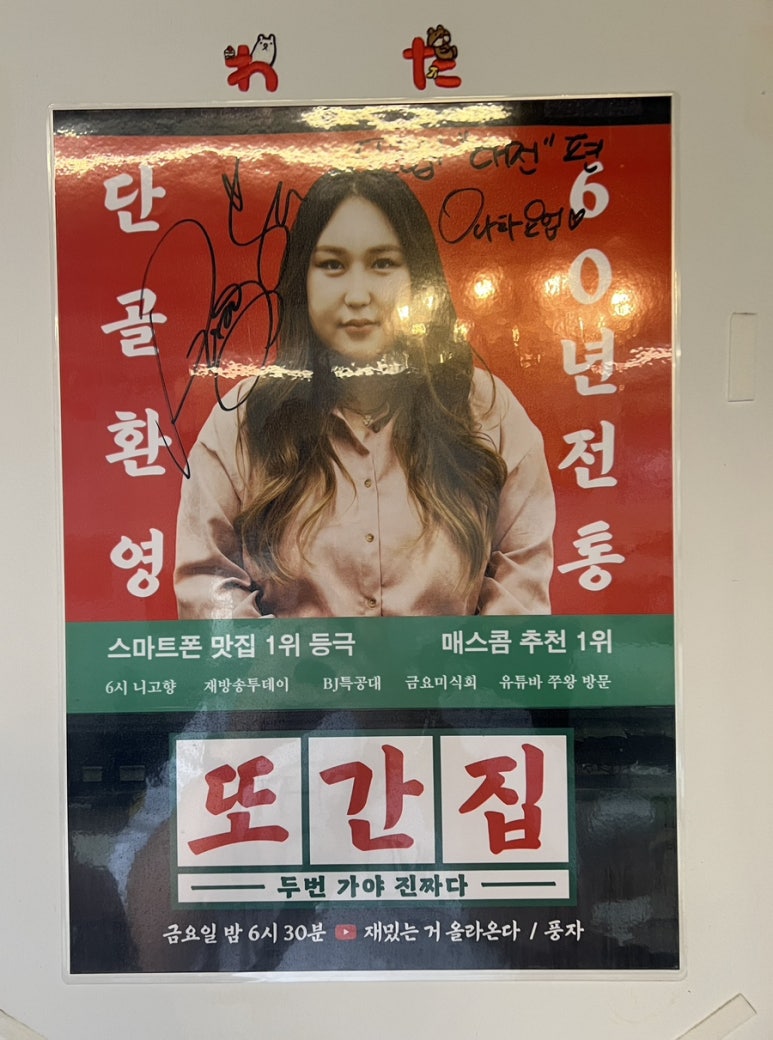 わ た
"대전" 편
단골환영
60년전통
스마트폰 맛집 1위 등극 매스콤 추천 1위
6시 니고향 재방송투데이 BJ특공대 금요미식회 유튜바 쭈왕 방문
또간집
두번 가야 진짜다
금요일 밤 6시 30분 재밌는 거 올라온다 / 풍자